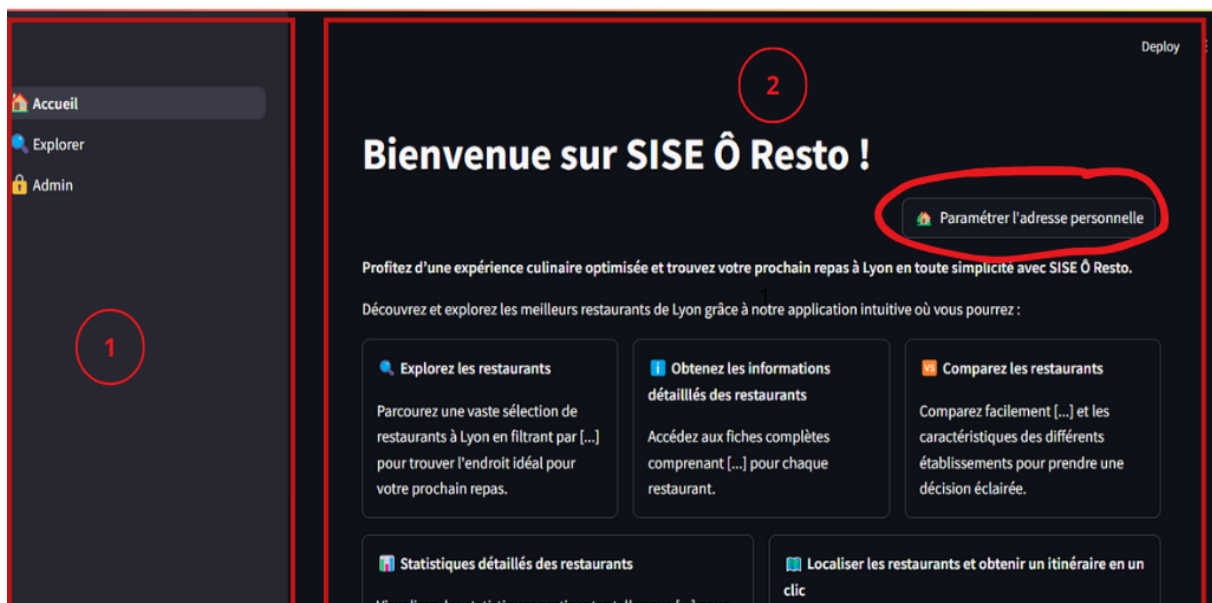 Accueil
Explorer
Admin
1
Deploy
2
Bienvenue sur SISE Ô Resto !
Paramétrer l'adresse personnelle
Profitez d'une expérience culinaire optimisée et trouvez votre prochain repas à Lyon en toute simplicité avec SISE Ô Resto.
1
Découvrez et explorez les meilleurs restaurants de Lyon grâce à notre application intuitive où vous pourrez :
Explorez les restaurants
Parcourez une vaste sélection de
restaurants à Lyon en filtrant par [...]
pour trouver l'endroit idéal pour
votre prochain repas.
Obtenez les informations
détailllés des restaurants
Accédez aux fiches complètes
comprenant [...] pour chaque
restaurant.
VS Comparez les restaurants
Comparez facilement [...] et les
caractéristiques des différents
établissements pour prendre une
décision éclairée.
Statistiques détaillés des restaurants
Localiser les restaurants et obtenir un itinéraire en un
clic